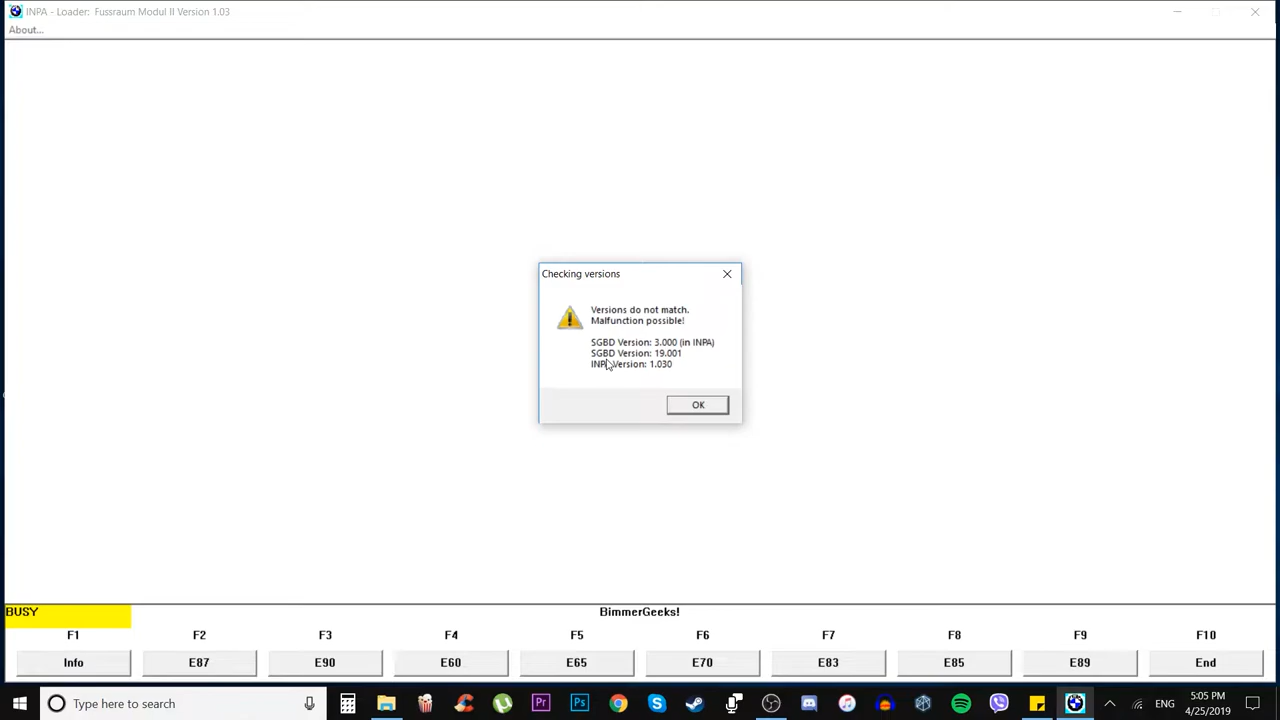 INPA - Loader: Fussraum Modul II Version 1.03
About...
Checking versions
Versions do not match.
Malfunction possible!
SGBD Version: 3.000 (in INPA)
SGBD Version: 19.001
INPA Version: 1.030
OK
BUSY
BimmerGeeks!
F1 F2 F3 F4 F5 F6 F7 F8 F9 F10
Info E87 E90 E60 E65 E70 E83 E85 E89 End
Type here to search
Pr
Ps
ENG
5:05 PM
4/25/2019